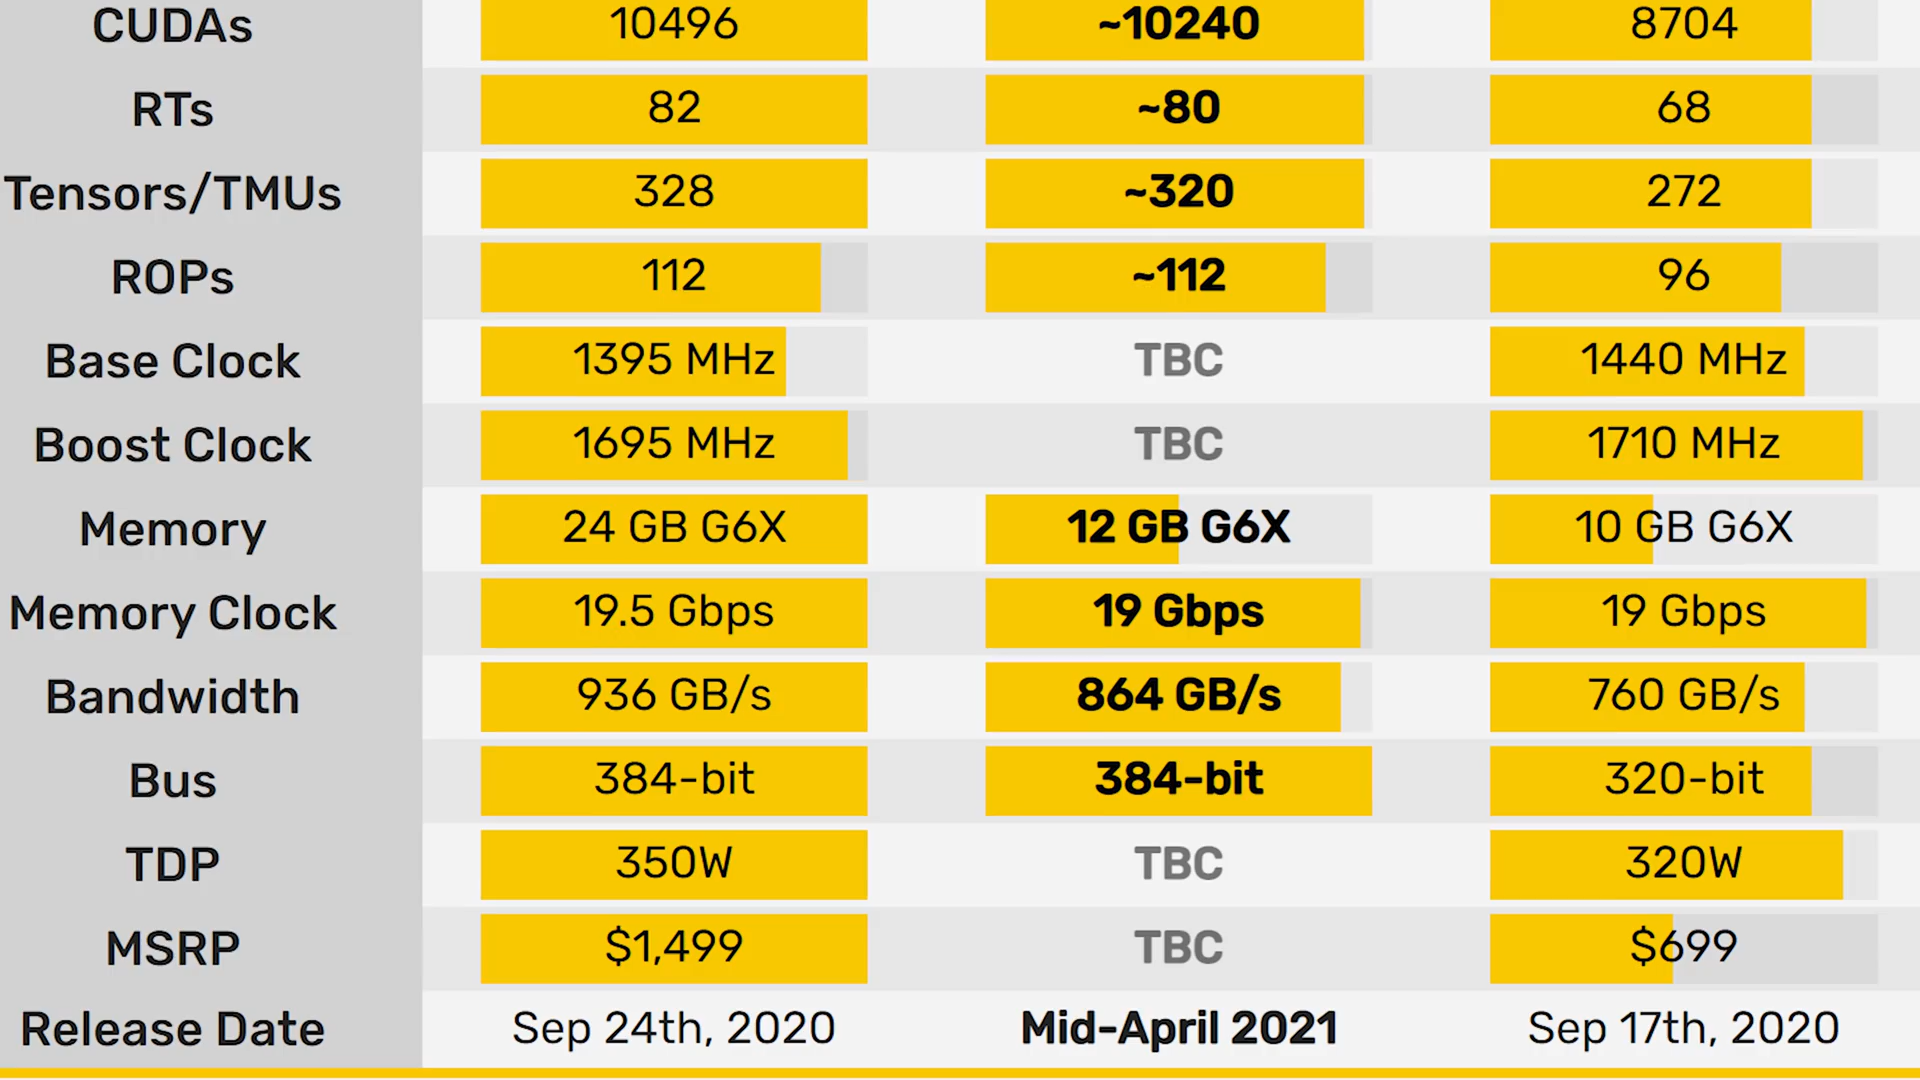 CUDAs 10496 ~10240 8704
RTs 82 ~80 68
Tensors/TMUs 328 ~320 272
ROPs 112 ~112 96
Base Clock 1395 MHz TBC 1440 MHz
Boost Clock 1695 MHz TBC 1710 MHz
Memory 24 GB G6X 12 GB G6X 10 GB G6X
Memory Clock 19.5 Gbps 19 Gbps 19 Gbps
Bandwidth 936 GB/s 864 GB/s 760 GB/s
Bus 384-bit 384-bit 320-bit
TDP 350W TBC 320W
MSRP $1,499 TBC $699
Release Date Sep 24th, 2020 Mid-April 2021 Sep 17th, 2020